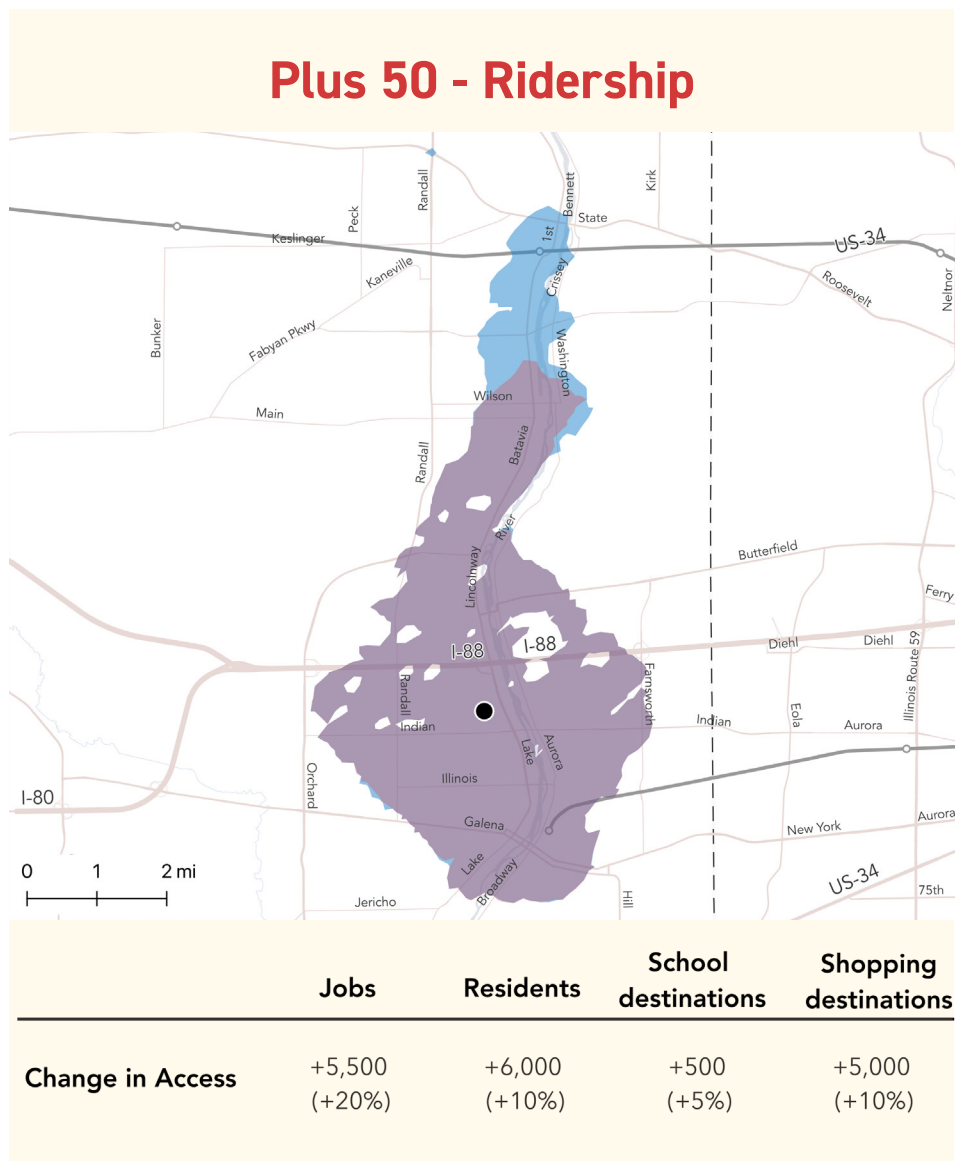 Plus 50 - Ridership
Bennett
Kirk
Randall
Peck
State
1st
Keslinger
US-34
Kaneville
Crissey
Roosevelt
Neltnor
Bunker
Fabyan Pkwy
Washington
Wilson
Main
Batavia
Randall
River
Butterfield
Lincolnway
Ferry
I-88
I-88
Diehl
Diehl
Illinois Route 59
Randall
Farnsworth
Eola
Indian
Indian
Aurora
Lake
Aurora
Orchard
Illinois
I-80
Galena
New York
Aurora
Lake
Broadway
US-34
0 1 2 mi
Hill
75th
Jericho
Jobs
Residents
School
destinations
Shopping
destinations
Change in Access
+5,500
(+20%)
+6,000
(+10%)
+500
(+5%)
+5,000
(+10%)